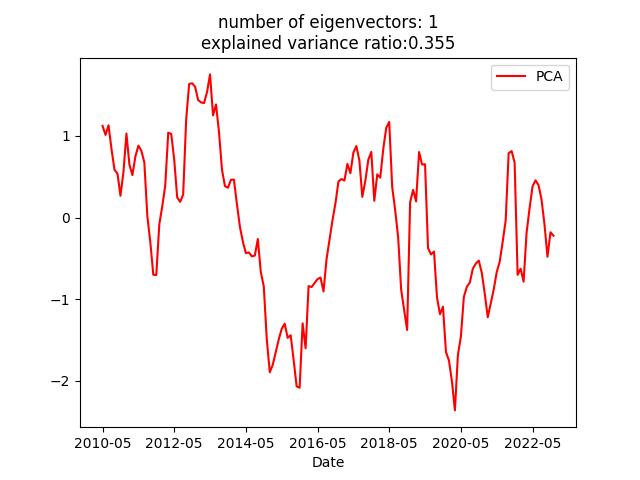 number of eigenvectors: 1
explained variance ratio:0.355
PCA
1
0
−1
−2
2010-05 2012-05 2014-05 2016-05 2018-05 2020-05 2022-05
Date